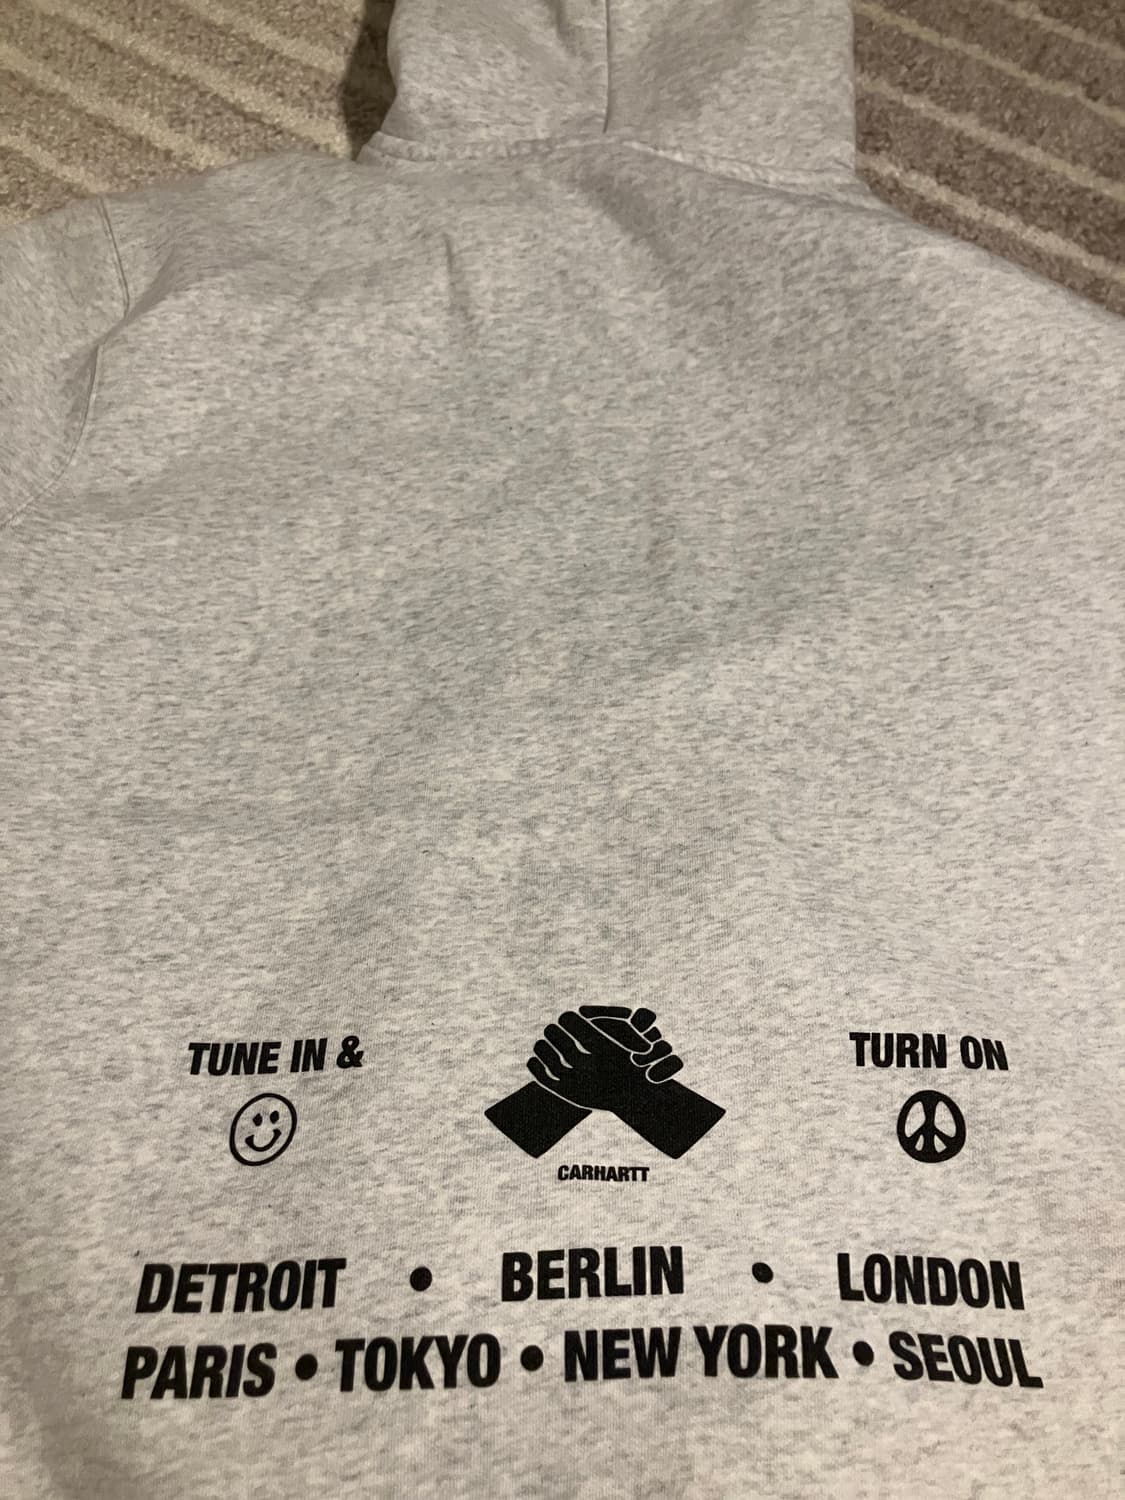 TUNE IN &
TURN ON
CARHARTT
DETROIT • BERLIN • LONDON
PARIS • TOKYO • NEW YORK • SEOUL